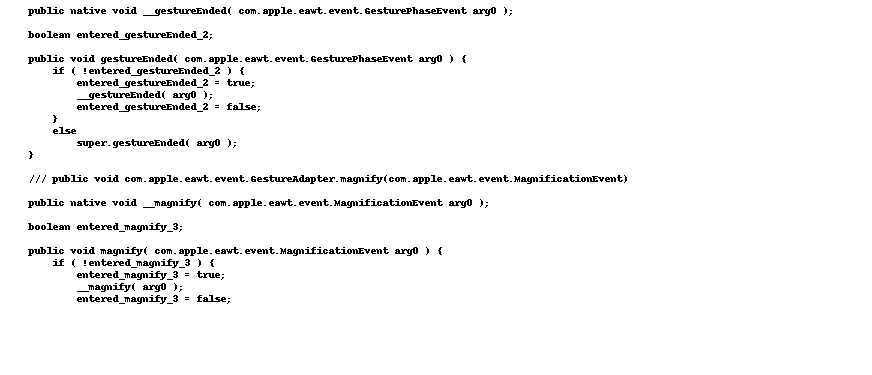 public native void __gestureEnded( com.apple.eawt.event.GesturePhaseEvent arg0 );
boolean entered_gestureEnded_2;
public void gestureEnded( com.apple.eawt.event.GesturePhaseEvent arg0 ) {
if ( !entered_gestureEnded_2 ) {
entered_gestureEnded_2 = true;
__gestureEnded( arg0 );
entered_gestureEnded_2 = false;
}
else
super.gestureEnded( arg0 );
}
/// public void com.apple.eawt.event.GestureAdapter.magnify(com.apple.eawt.event.MagnificationEvent)
public native void __magnify( com.apple.eawt.event.MagnificationEvent arg0 );
boolean entered_magnify_3;
public void magnify( com.apple.eawt.event.MagnificationEvent arg0 ) {
if ( !entered_magnify_3 ) {
entered_magnify_3 = true;
__magnify( arg0 );
entered_magnify_3 = false;